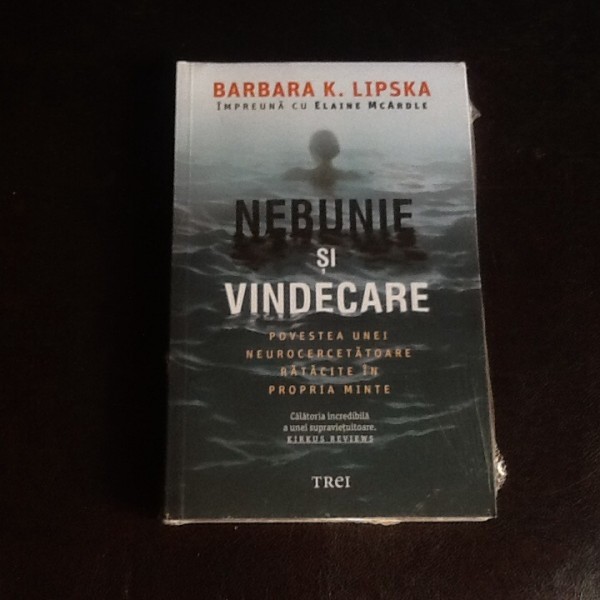 BARBARA K. LIPSKA
ÎMPREUNĂ CU ELAINE MCARDLE
NEBUNIE
ȘI
VINDECARE
POVESTEA UNEI
NEUROCERCETĂTOARE
RĂTĂCITE ÎN
PROPRIA MINTE
Călătoria incredibilă
a unei supraviețuitoare.
KIRKUS REVIEWS
TREI